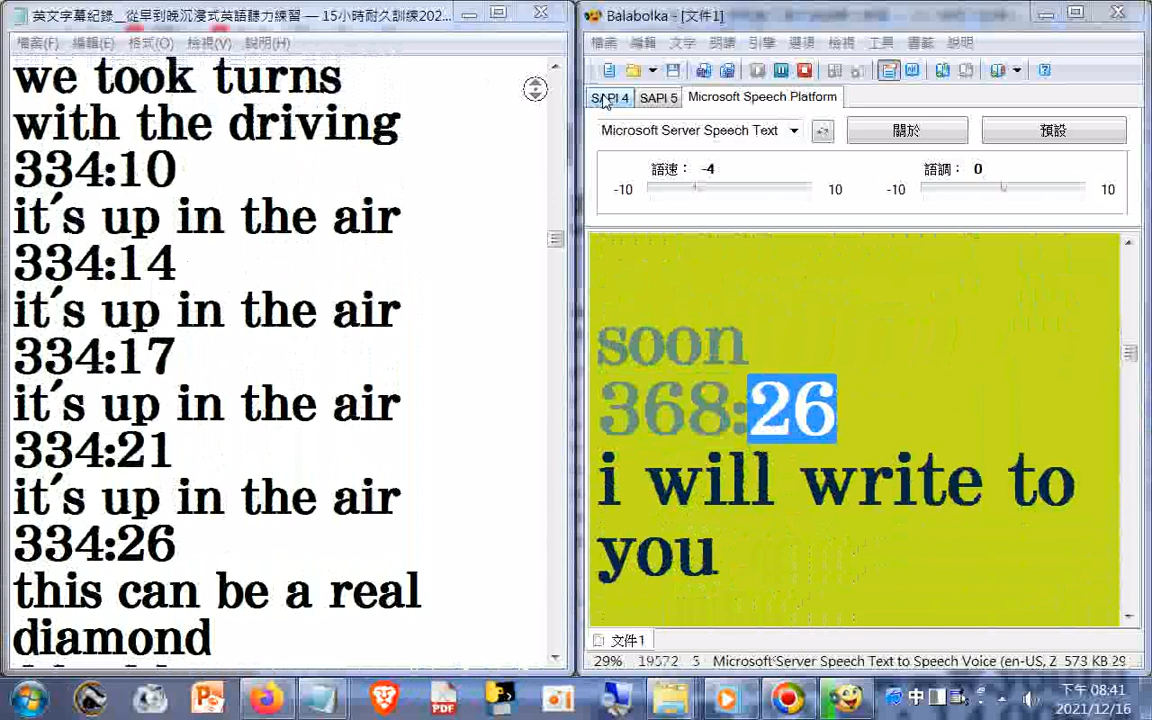 英文字幕紀錄__從早到晚沉浸式英語聽力練習 — 15小時耐久訓練202...
檔案(F) 編輯(E) 格式(O) 檢視(V) 說明(H)
we took turns
with the driving
334:10
it´s up in the air
334:14
it´s up in the air
334:17
it´s up in the air
334:21
it´s up in the air
334:26
this can be a real
diamond
Balabolka - [文件1]
檔案 編輯 文字 朗讀 引擎 選項 檢視 工具 書籤 說明
SAPI 4 SAPI 5 Microsoft Speech Platform
Microsoft Server Speech Text 關於 預設
語速： -4 語調： 0
-10 10 -10 10
soon
368:26
i will write to
you
文件1
29% 19572 : 5 Microsoft Server Speech Text to Speech Voice (en-US, Z 573 KB 29
PDF 中 下午 08:41
2021/12/16